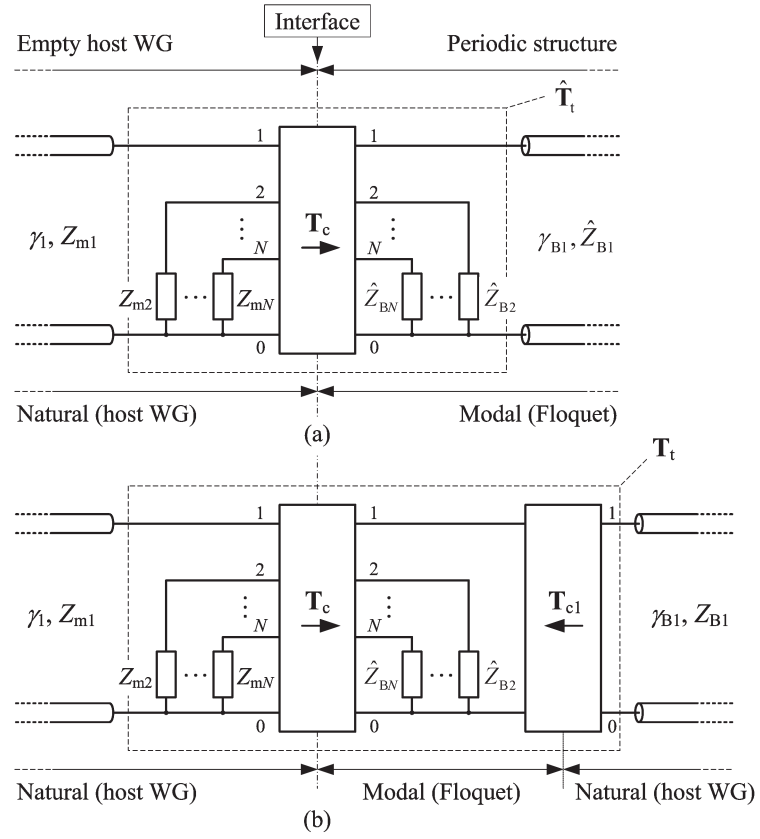 Interface
Empty host WG Periodic structure
T̂t
1 1
2 2
⋮ Tc ⋮
N N
γ1, Zm1 γB1, ẐB1
Zm2 ··· ZmN ẐBN ··· ẐB2
0 0
Natural (host WG) Modal (Floquet)
(a)
Tt
1 1 1
2 2
⋮ Tc ⋮ Tc1
N N
γ1, Zm1 γB1, ZB1
Zm2 ··· ZmN ẐBN ··· ẐB2
0 0 0
Natural (host WG) Modal (Floquet) Natural (host WG)
(b)